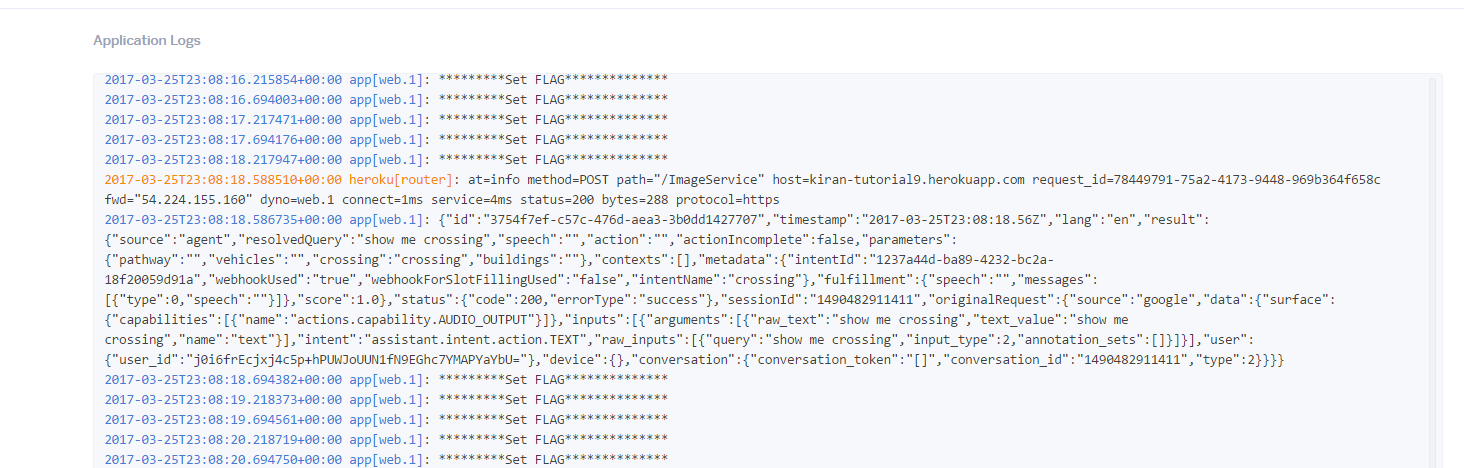 Application Logs
2017-03-25T23:08:16.215854+00:00 app[web.1]: *********Set FLAG**************
2017-03-25T23:08:16.694003+00:00 app[web.1]: *********Set FLAG**************
2017-03-25T23:08:17.217471+00:00 app[web.1]: *********Set FLAG**************
2017-03-25T23:08:17.694176+00:00 app[web.1]: *********Set FLAG**************
2017-03-25T23:08:18.217947+00:00 app[web.1]: *********Set FLAG**************
2017-03-25T23:08:18.588510+00:00 heroku[router]: at=info method=POST path="/ImageService" host=kiran-tutorial9.herokuapp.com request_id=78449791-75a2-4173-9448-969b364f658c
fwd="54.224.155.160" dyno=web.1 connect=1ms service=4ms status=200 bytes=288 protocol=https
2017-03-25T23:08:18.586735+00:00 app[web.1]: {"id":"3754f7ef-c57c-476d-aea3-3b0dd1427707","timestamp":"2017-03-25T23:08:18.56Z","lang":"en","result":
{"source":"agent","resolvedQuery":"show me crossing","speech":"","action":"","actionIncomplete":false,"parameters":
{"pathway":"","vehicles":"","crossing":"crossing","buildings":""},"contexts":[],"metadata":{"intentId":"1237a44d-ba89-4232-bc2a-
18f20059d91a","webhookUsed":"true","webhookForSlotFillingUsed":"false","intentName":"crossing"},"fulfillment":{"speech":"","messages":
[{"type":0,"speech":""}]},"score":1.0},"status":{"code":200,"errorType":"success"},"sessionId":"1490482911411","originalRequest":{"source":"google","data":{"surface":
{"capabilities":[{"name":"actions.capability.AUDIO_OUTPUT"}]},"inputs":[{"arguments":[{"raw_text":"show me crossing","text_value":"show me
crossing","name":"text"}],"intent":"assistant.intent.action.TEXT","raw_inputs":[{"query":"show me crossing","input_type":2,"annotation_sets":[]}]}],"user":
{"user_id":"j0i6frEcjxj4c5p+hPUWJoUUN1fN9EGhc7YMAPYaYbU="},"device":{},"conversation":{"conversation_token":"[]","conversation_id":"1490482911411","type":2}}}}
2017-03-25T23:08:18.694382+00:00 app[web.1]: *********Set FLAG**************
2017-03-25T23:08:19.218373+00:00 app[web.1]: *********Set FLAG**************
2017-03-25T23:08:19.694561+00:00 app[web.1]: *********Set FLAG**************
2017-03-25T23:08:20.218719+00:00 app[web.1]: *********Set FLAG**************
2017-03-25T23:08:20.694750+00:00 app[web.1]: *********Set FLAG**************